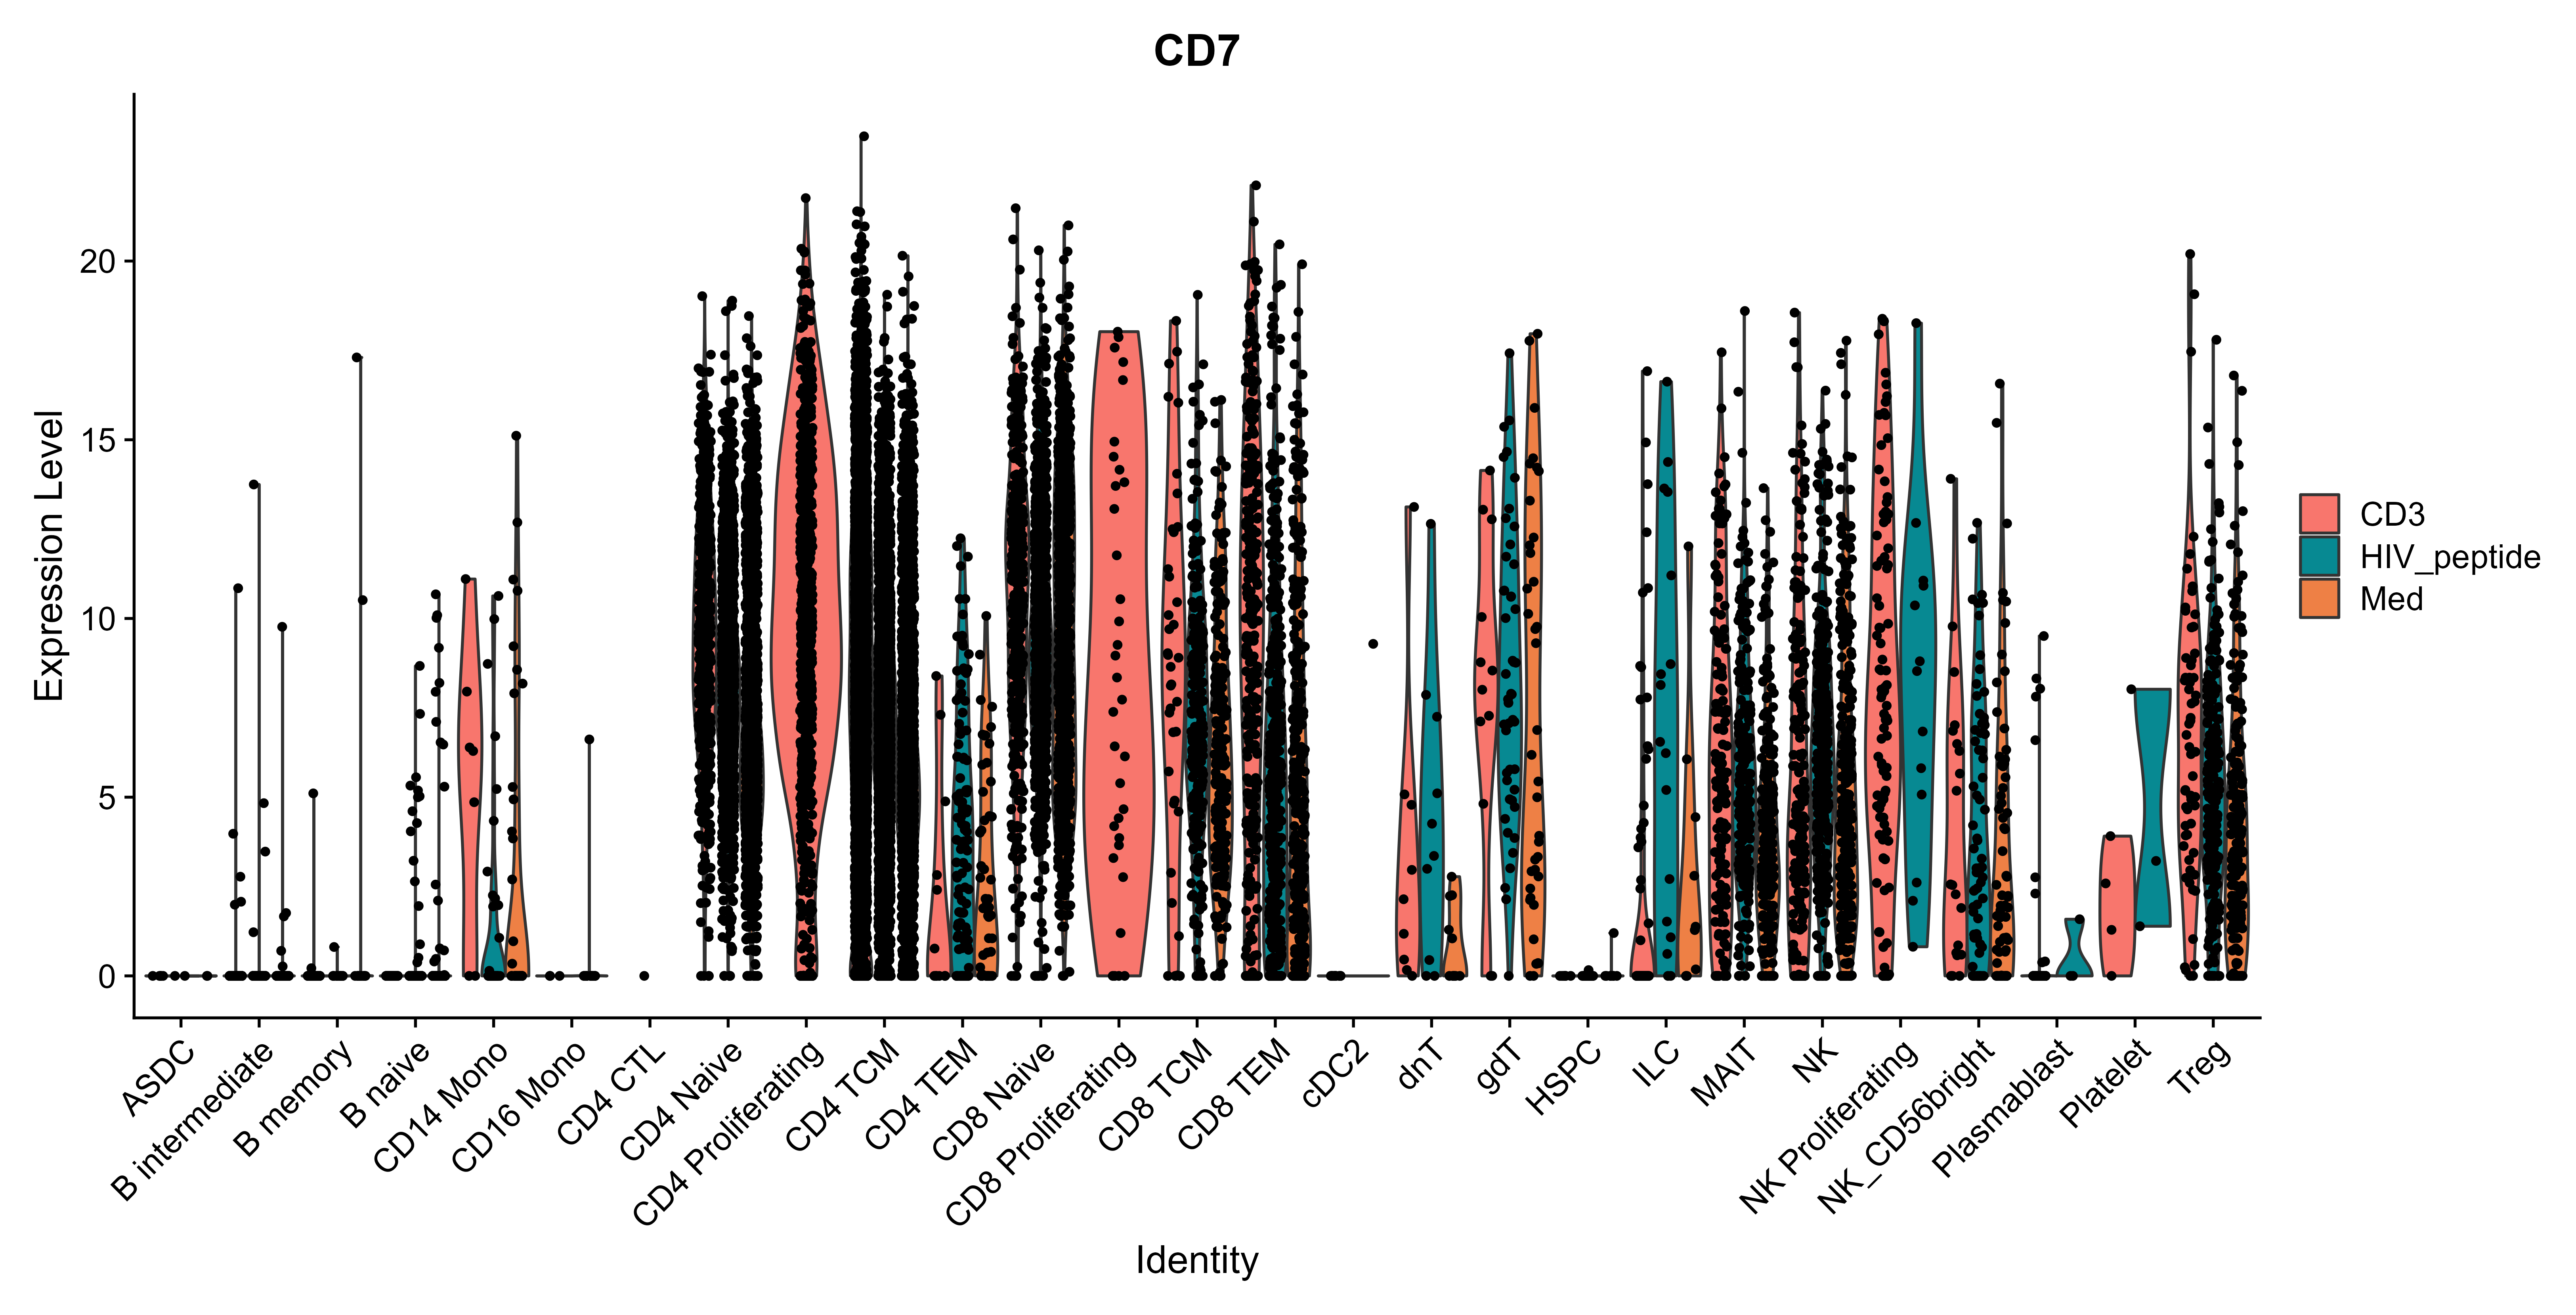 CD7
Expression Level
20
15
10
5
0
ASDC
B intermediate
B memory
B naive
CD14 Mono
CD16 Mono
CD4 CTL
CD4 Naive
CD4 Proliferating
CD4 TCM
CD4 TEM
CD8 Naive
CD8 Proliferating
CD8 TCM
CD8 TEM
cDC2
dnT
gdT
HSPC
ILC
MAIT
NK
NK Proliferating
NK_CD56bright
Plasmablast
Platelet
Treg
Identity
CD3
HIV_peptide
Med